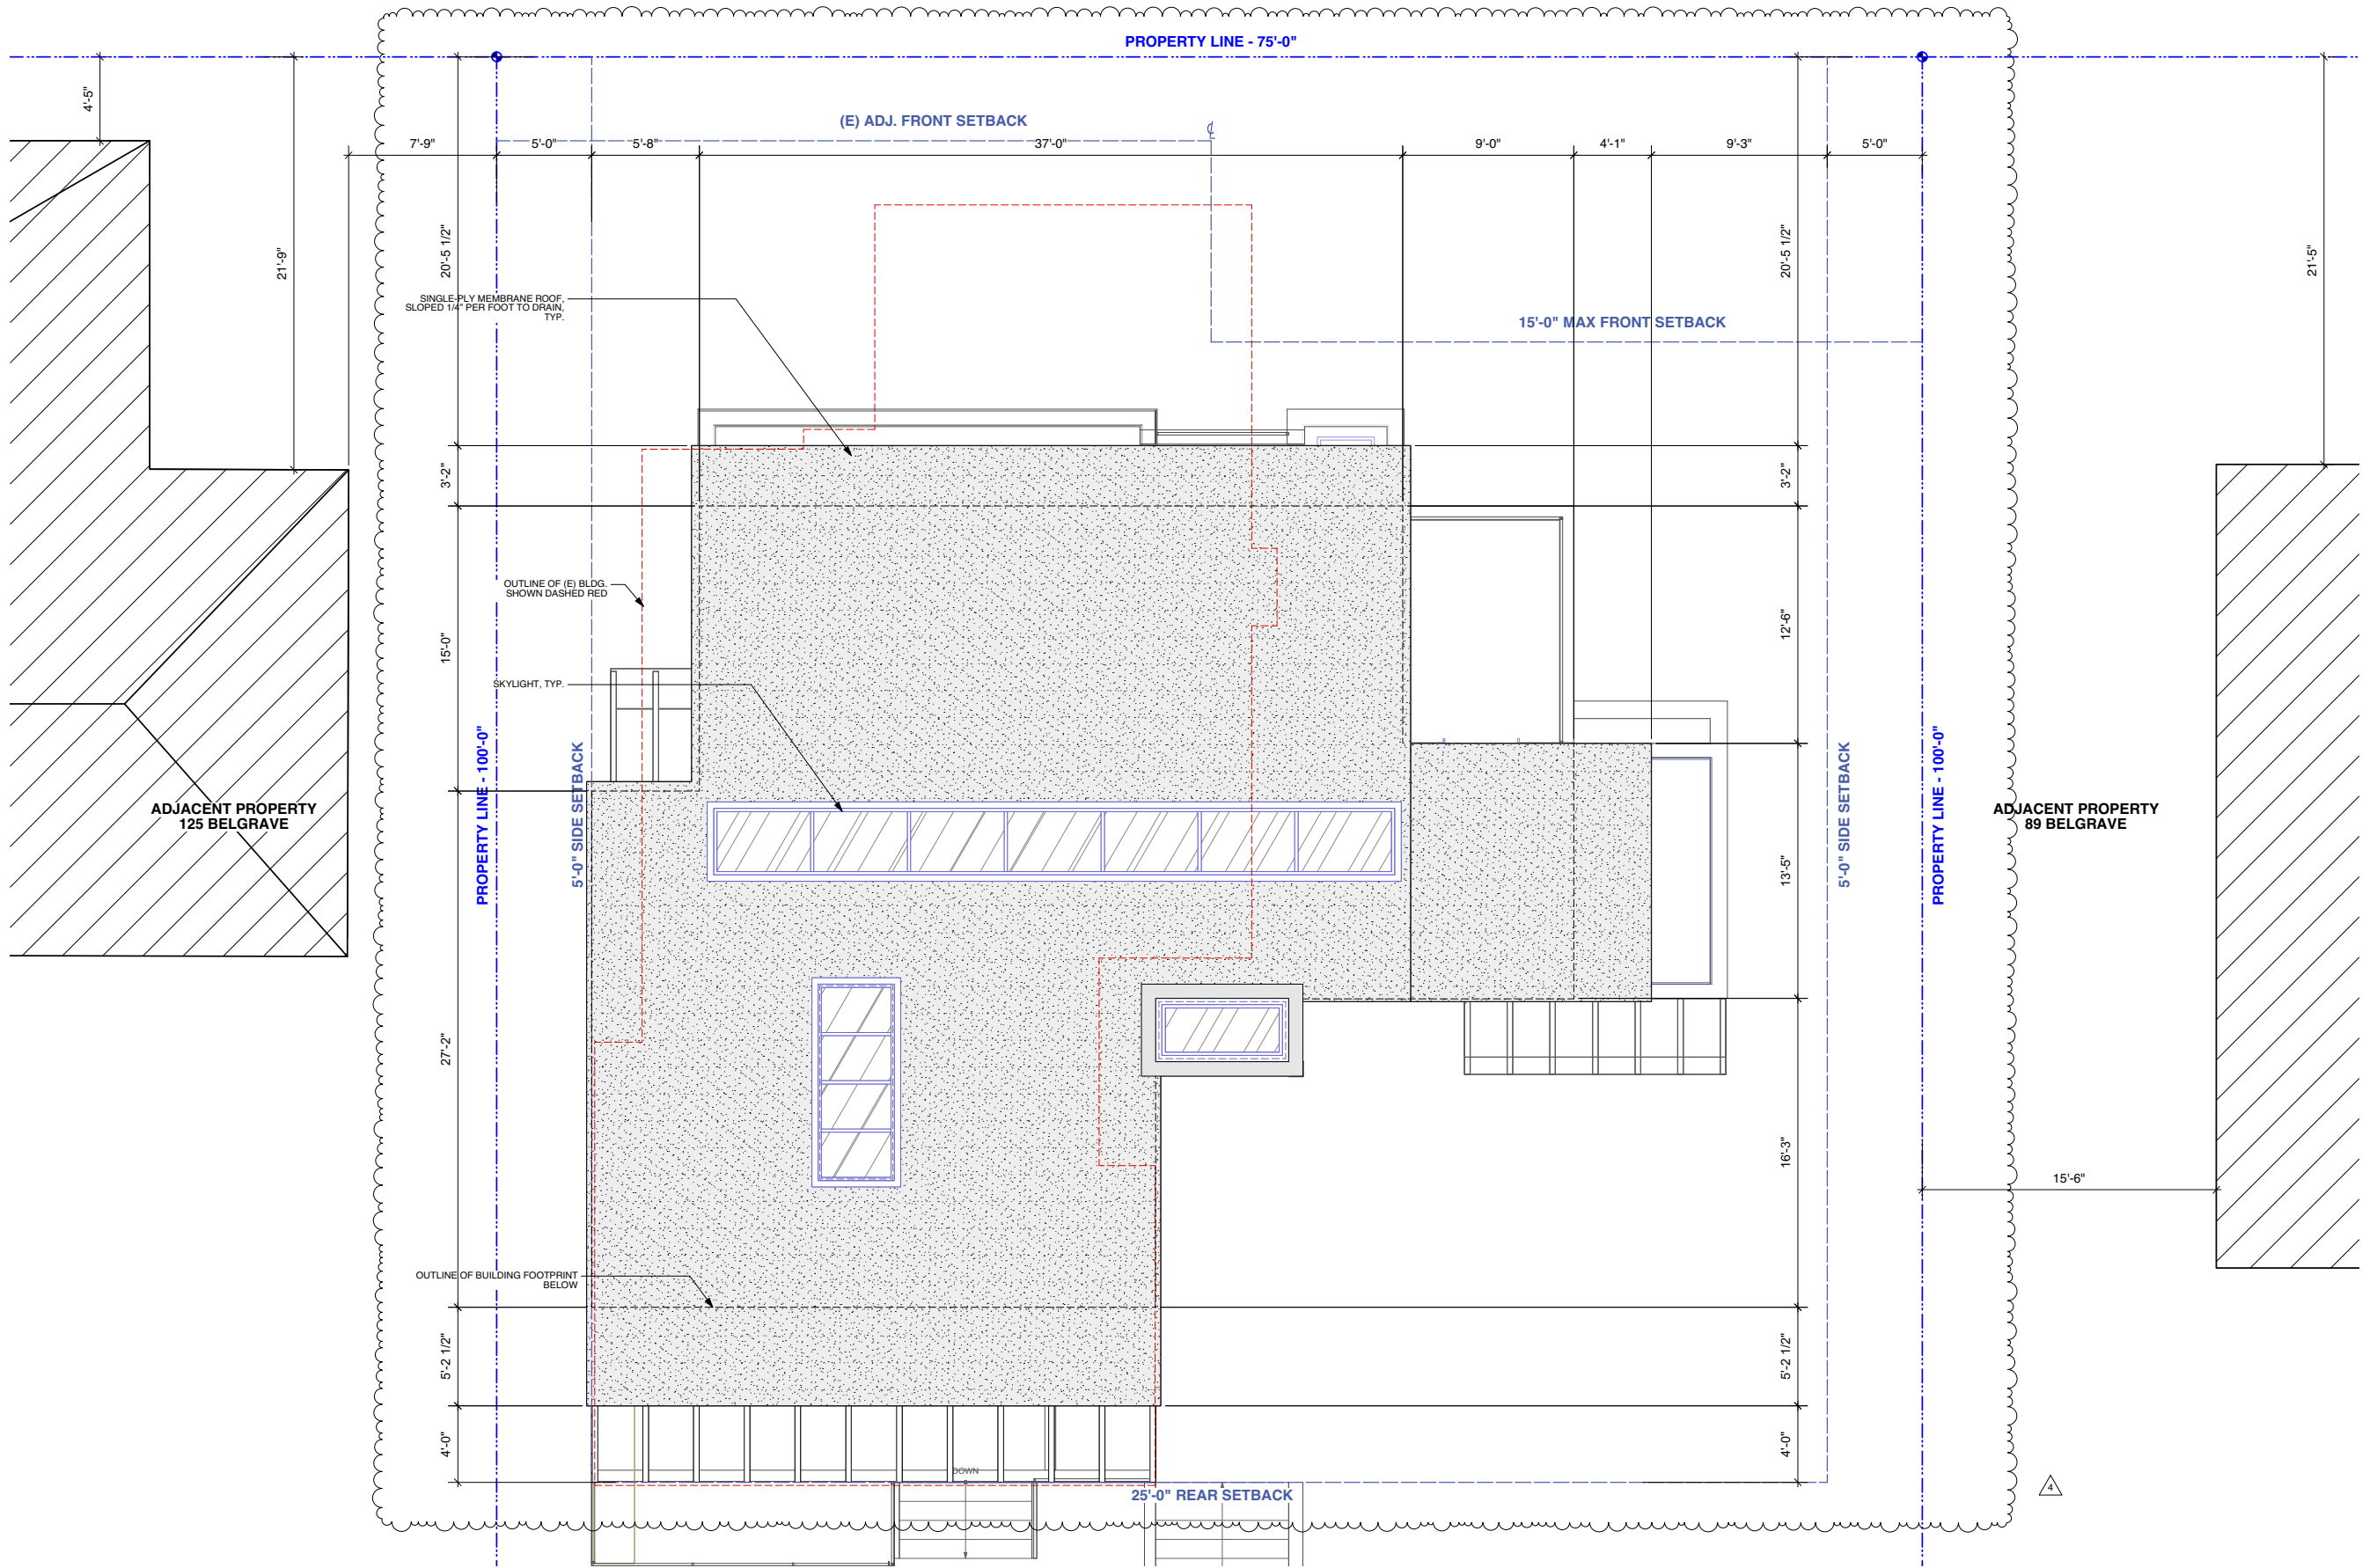 PROPERTY LINE - 75'-0"
4'-5"
(E) ADJ. FRONT SETBACK
℄
7'-9"
5'-0"
5'-8"
37'-0"
9'-0"
4'-1"
9'-3"
5'-0"
21'-9"
20'-5 1/2"
20'-5 1/2"
21'-5"
SINGLE-PLY MEMBRANE ROOF,
SLOPED 1/4" PER FOOT TO DRAIN,
TYP.
15'-0" MAX FRONT SETBACK
3'-2"
3'-2"
OUTLINE OF (E) BLDG.
SHOWN DASHED RED
15'-0"
12'-6"
SKYLIGHT, TYP.
ADJACENT PROPERTY
125 BELGRAVE
PROPERTY LINE - 100'-0"
5'-0" SIDE SETBACK
13'-5"
5'-0" SIDE SETBACK
PROPERTY LINE - 100'-0"
ADJACENT PROPERTY
89 BELGRAVE
27'-2"
16'-3"
15'-6"
OUTLINE OF BUILDING FOOTPRINT
BELOW
5'-2 1/2"
5'-2 1/2"
4'-0"
4'-0"
DOWN
25'-0" REAR SETBACK
4